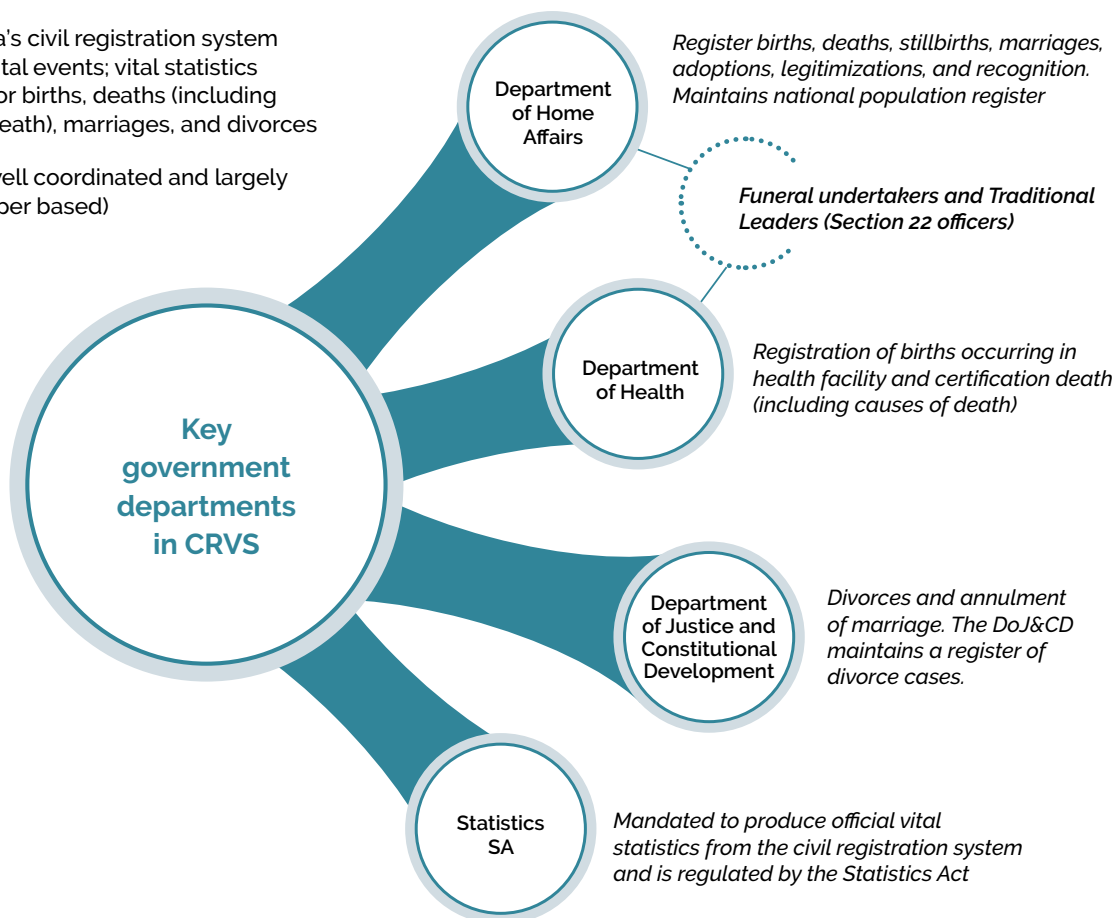 a's civil registration system
ital events; vital statistics
or births, deaths (including
eath), marriages, and divorces
vell coordinated and largely
per based)
Department
of Home
Affairs
Register births, deaths, stillbirths, marriages,
adoptions, legitimizations, and recognition.
Maintains national population register
Funeral undertakers and Traditional
Leaders (Section 22 officers)
Department
of Health
Registration of births occurring in
health facility and certification death
(including causes of death)
Key
government
departments
in CRVS
Department
of Justice and
Constitutional
Development
Divorces and annulment
of marriage. The DoJ&CD
maintains a register of
divorce cases.
Statistics
SA
Mandated to produce official vital
statistics from the civil registration system
and is regulated by the Statistics Act